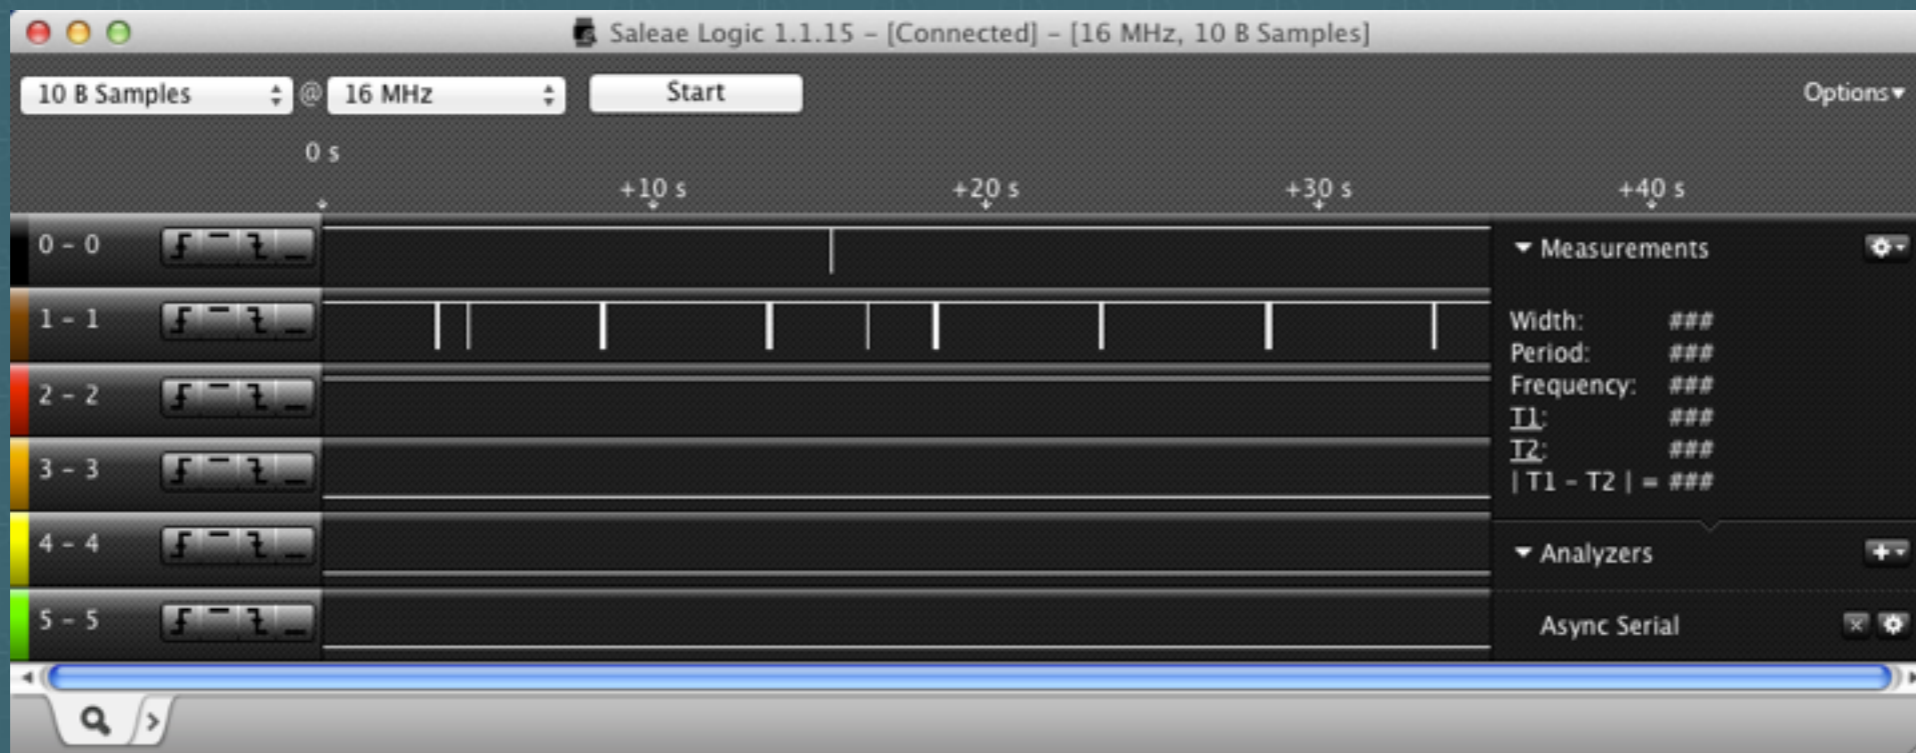 Saleae Logic 1.1.15 – [Connected] – [16 MHz, 10 B Samples]
10 B Samples @ 16 MHz Start Options▾
0 s
+10 s +20 s +30 s +40 s
0 – 0
1 – 1
2 – 2
3 – 3
4 – 4
5 – 5
Measurements
Width: ###
Period: ###
Frequency: ###
T1: ###
T2: ###
| T1 – T2 | = ###
Analyzers
Async Serial